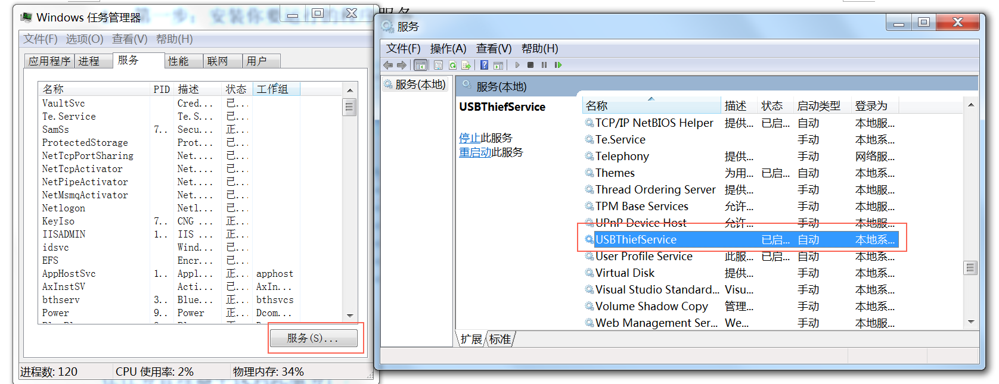 第一步：安装你要运行的程序服务
Windows 任务管理器
文件(F) 选项(O) 查看(V) 帮助(H)
应用程序 进程 服务 性能 联网 用户
名称 PID 描述 状态 工作组
VaultSvc Cred... 已...
Te.Service Te.S... 已...
SamSs 7.. Secu... 正...
ProtectedStorage Prot... 已...
NetTcpPortSharing Net.... 已...
NetTcpActivator Net.... 已...
NetPipeActivator Net.... 已...
NetMsmqActivator Net.... 已...
Netlogon Netl... 已...
KeyIso 7.. CNG ... 正...
IISADMIN 1.. IIS ... 正...
idsvc Wind... 已...
EFS Encr... 已...
AppHostSvc 1.. Appl... 正... apphost
AxInstSV Acti... 已... AxIn...
bthserv 3.. Blue... 正... bthsvcs
Power 9.. Power 正... Dcom...
服务(S)...
进程数: 120 CPU 使用率: 2% 物理内存: 34%
服务
文件(F) 操作(A) 查看(V) 帮助(H)
服务(本地)
服务(本地)
USBThiefService
停止此服务
重启动此服务
名称 描述 状态 启动类型 登录为
TCP/IP NetBIOS Helper 提供... 已启... 自动 本地服...
Te.Service 手动 本地系...
Telephony 提供... 手动 网络服...
Themes 为用... 已启... 自动 本地系...
Thread Ordering Server 提供... 手动 本地服...
TPM Base Services 允许... 手动 本地服...
UPnP Device Host 允许... 手动 本地服...
USBThiefService 已启... 自动 本地系...
User Profile Service 此服... 已启... 自动 本地系...
Virtual Disk 提供... 手动 本地系...
Visual Studio Standard... Visu... 手动 本地系...
Volume Shadow Copy 管理... 手动 本地系...
Web Management Ser... We... 手动 本地服...
扩展 标准